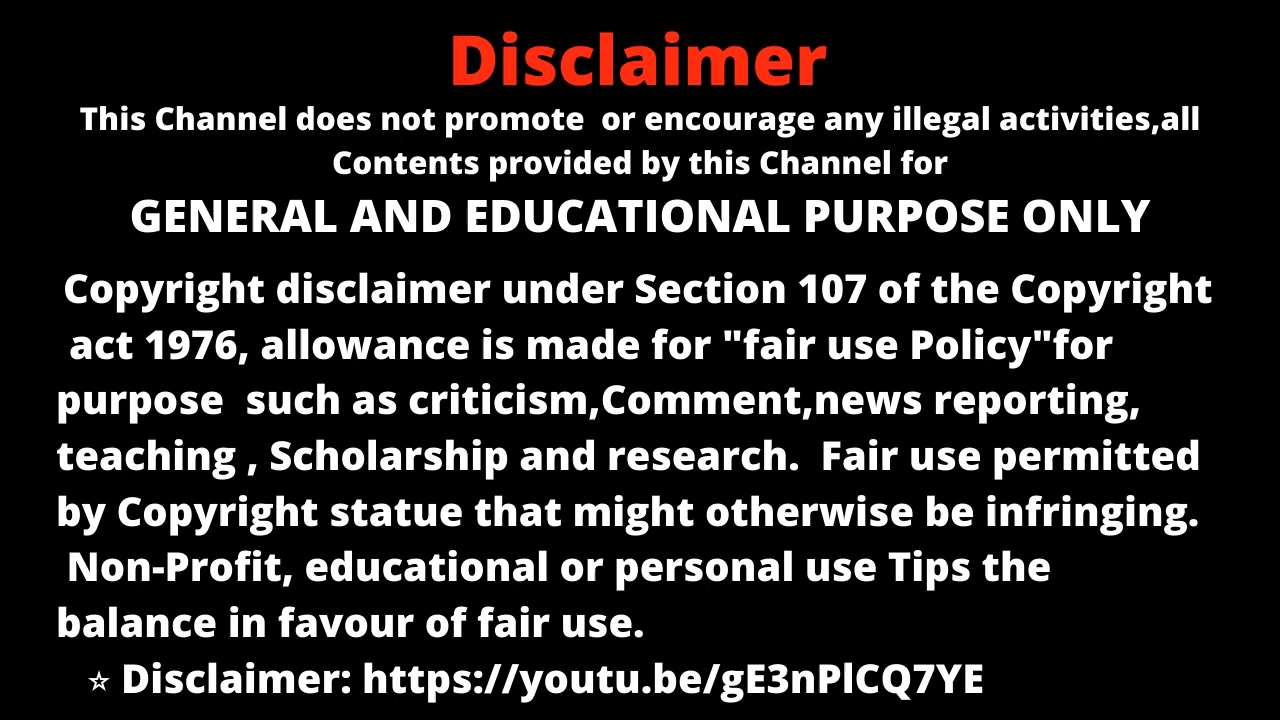 Disclaimer
This Channel does not promote  or encourage any illegal activities,all
Contents provided by this Channel for
GENERAL AND EDUCATIONAL PURPOSE ONLY
Copyright disclaimer under Section 107 of the Copyright
act 1976, allowance is made for "fair use Policy"for
purpose  such as criticism,Comment,news reporting,
teaching , Scholarship and research.  Fair use permitted
by Copyright statue that might otherwise be infringing.
Non-Profit, educational or personal use Tips the
balance in favour of fair use.
⭐ Disclaimer: https://youtu.be/gE3nPlCQ7YE